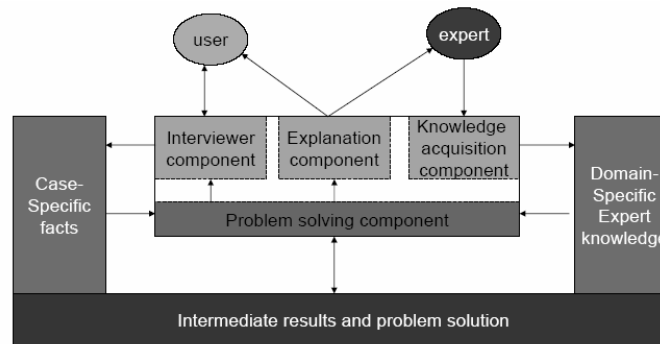 user
expert
Interviewer
component
Explanation
component
Knowledge
acquisition
component
Case-
Specific
facts
Domain-
Specific
Expert
knowledge
Problem solving component
Intermediate results and problem solution